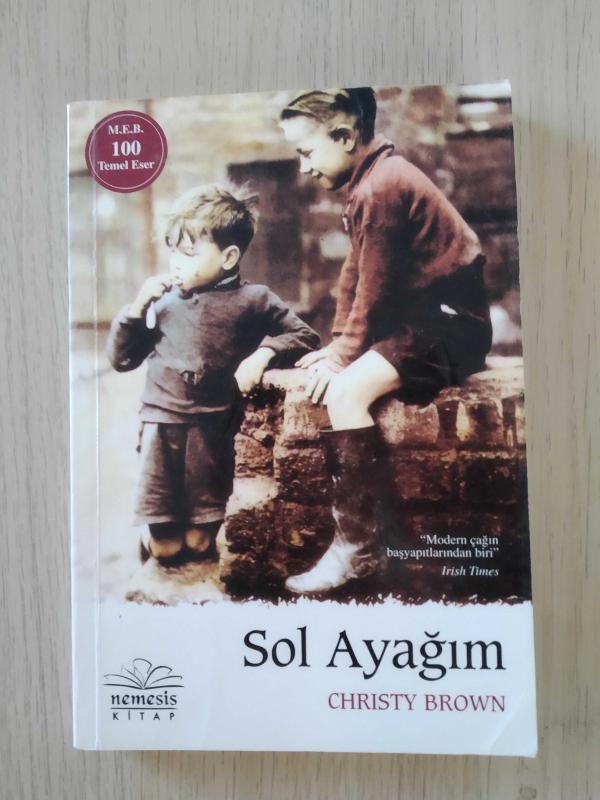 M.E.B.
100
Temel Eser
“Modern çağın
başyapıtlarından biri”
Irish Times
Sol Ayağım
CHRISTY BROWN
nemesis
KİTAP